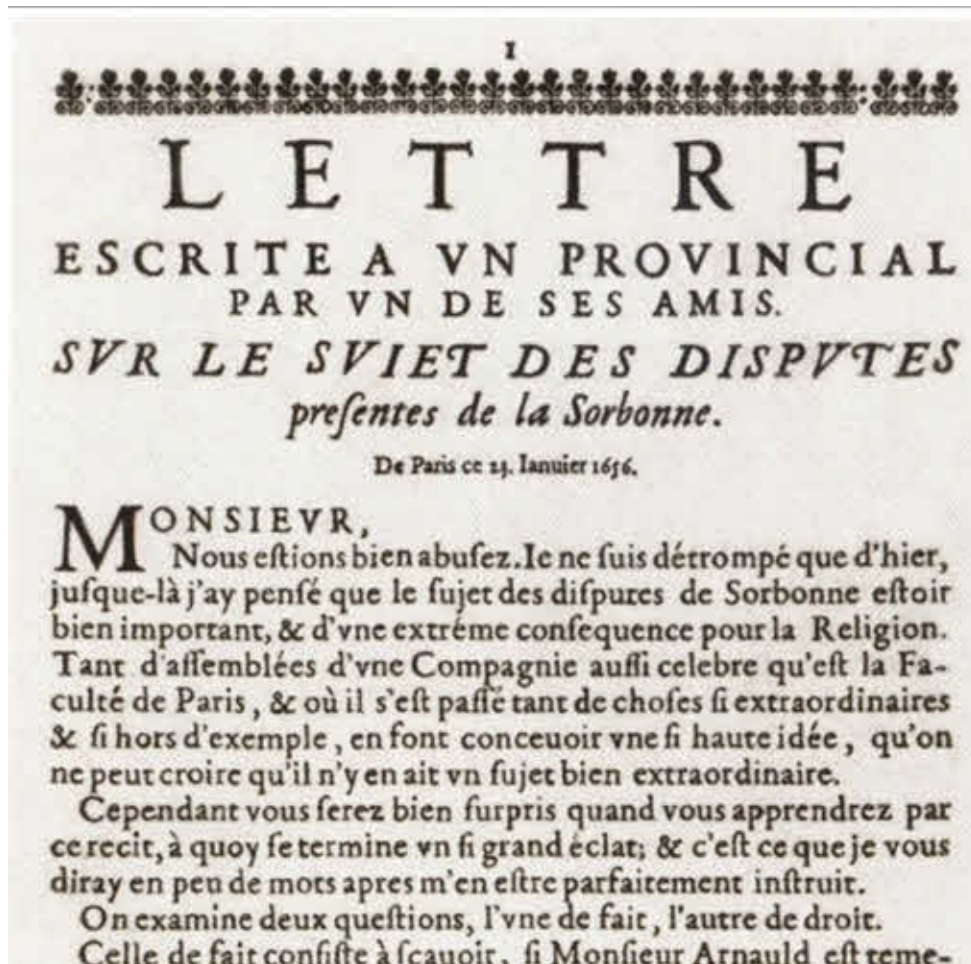 1
LETTRE
ESCRITE A VN PROVINCIAL
PAR VN DE SES AMIS.
SVR LE SVIET DES DISPVTES
preſentes de la Sorbonne.
De Paris ce 23. Ianuier 1656.
MONSIEVR,
Nous eſtions bien abuſez. Ie ne ſuis détrompé que d'hier,
juſque-là j'ay penſé que le ſujet des diſputes de Sorbonne eſtoit
bien important, & d'vne extréme conſequence pour la Religion.
Tant d'aſſemblées d'vne Compagnie auſſi celebre qu'eſt la Fa-
culté de Paris, & où il s'eſt paſſé tant de choſes ſi extraordinaires
& ſi hors d'exemple, en font conceuoir vne ſi haute idée, qu'on
ne peut croire qu'il n'y en ait vn ſujet bien extraordinaire.
Cependant vous ſerez bien ſurpris quand vous apprendrez par
ce recit, à quoy ſe termine vn ſi grand éclat; & c'eſt ce que je vous
diray en peu de mots apres m'en eſtre parfaitement inſtruit.
On examine deux queſtions, l'vne de fait, l'autre de droit.
Celle de fait conſiſte à ſçauoir, ſi Monſieur Arnauld eſt teme-